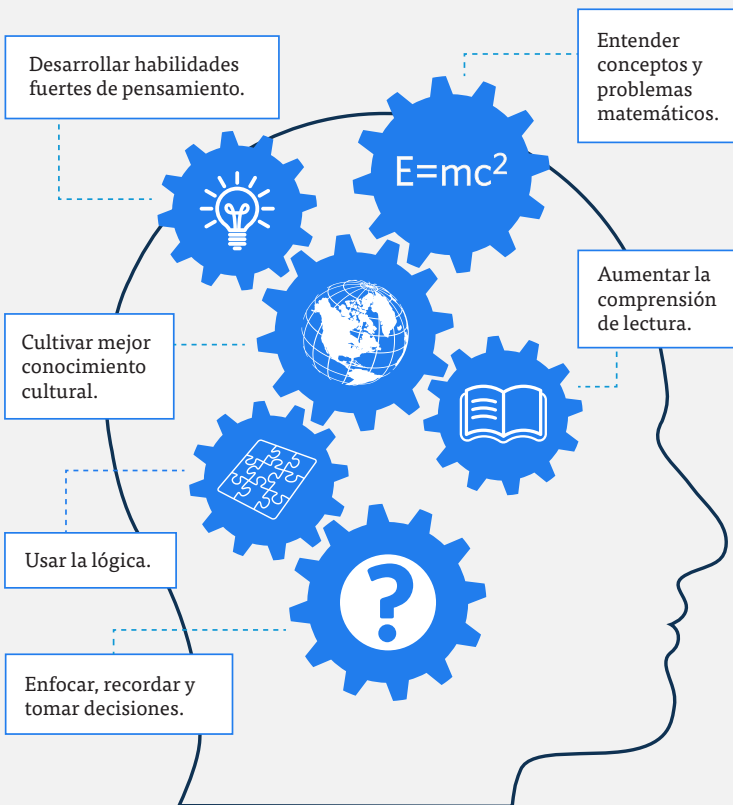 Desarrollar habilidades
fuertes de pensamiento.
Entender
conceptos y
problemas
matemáticos.
E=mc²
Aumentar la
comprensión
de lectura.
Cultivar mejor
conocimiento
cultural.
Usar la lógica.
?
Enfocar, recordar y
tomar decisiones.